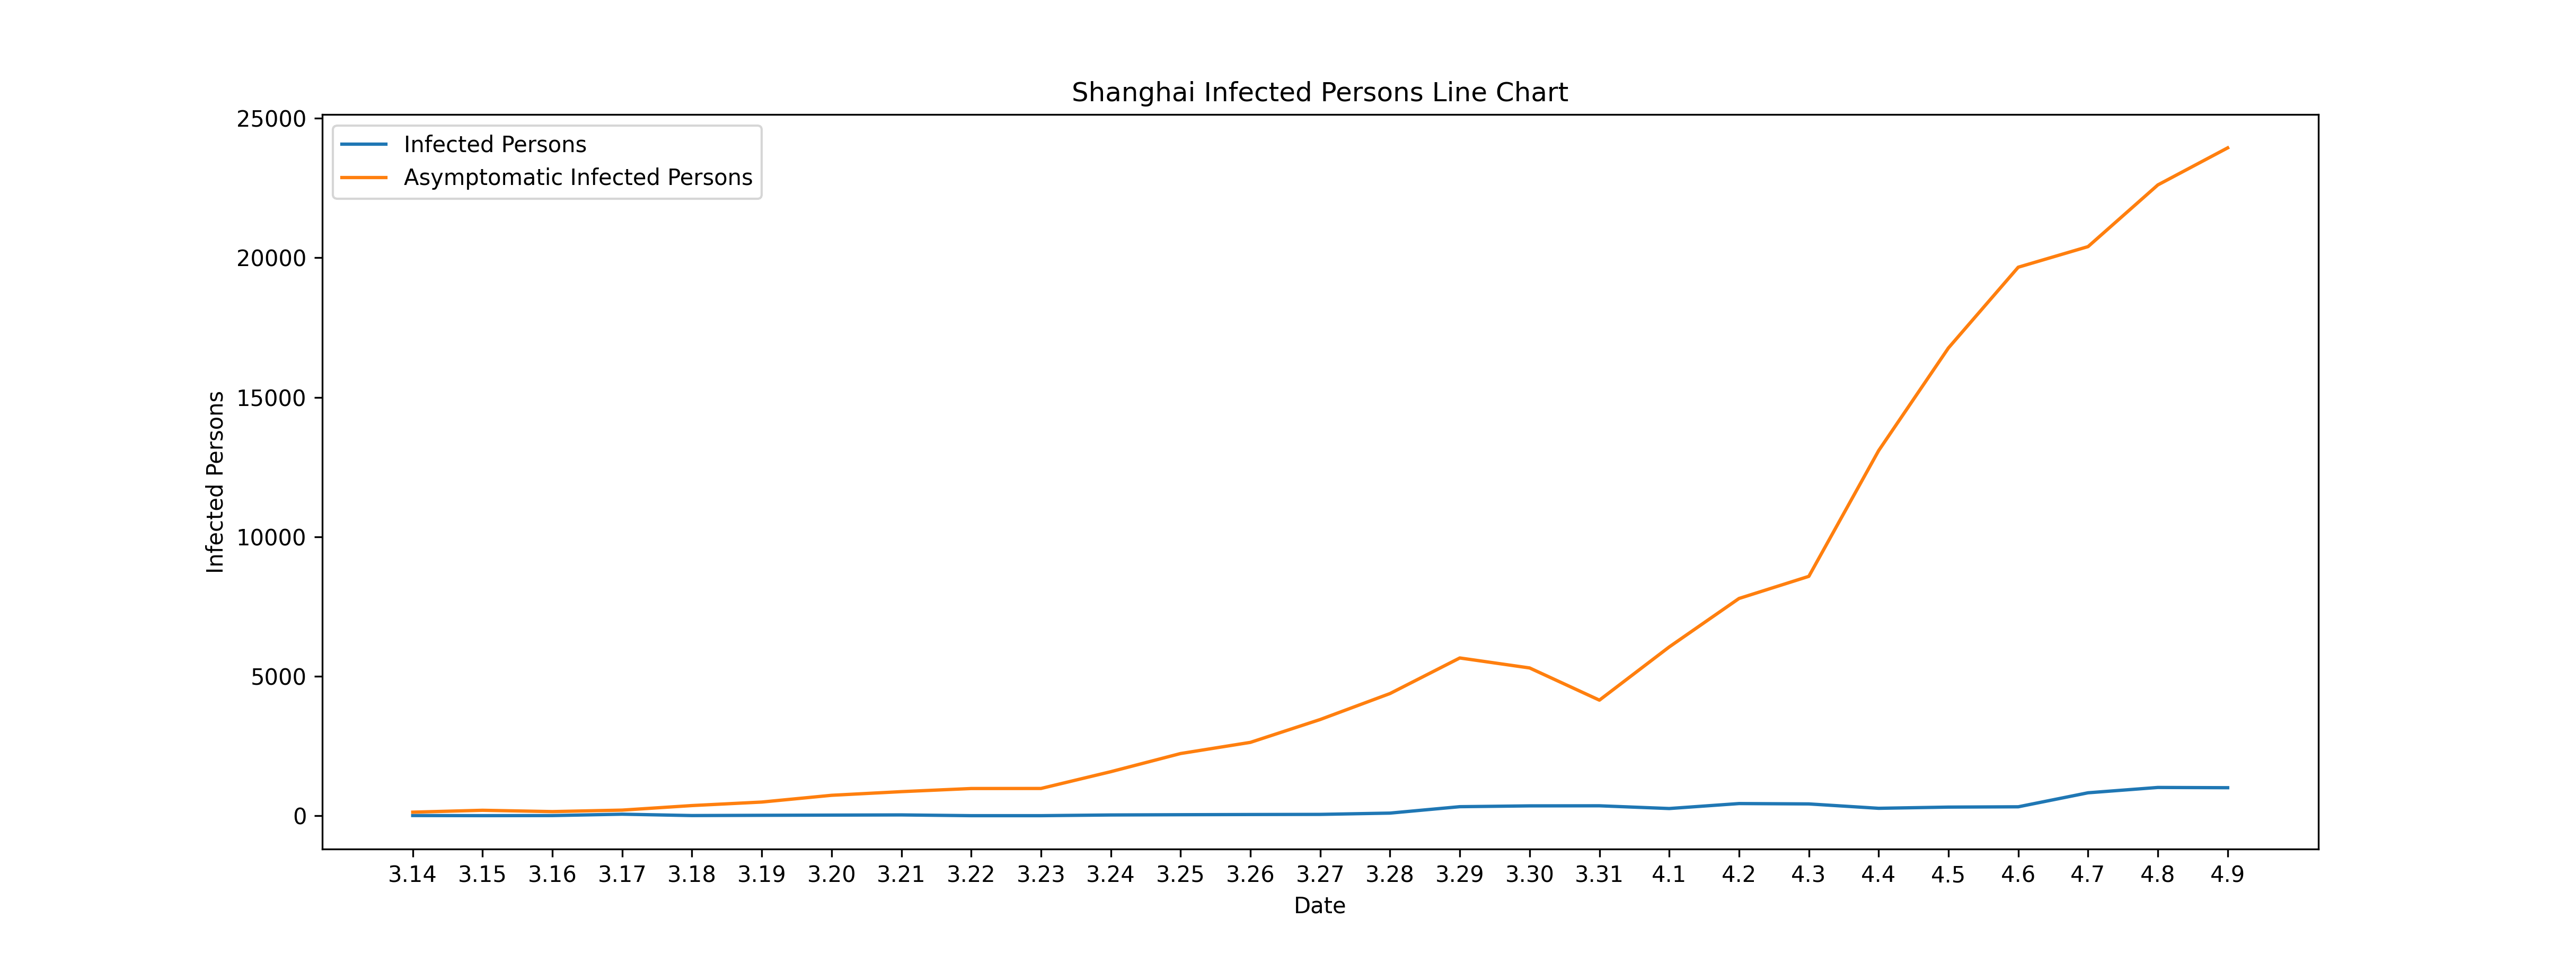 Shanghai Infected Persons Line Chart
Infected Persons
Asymptomatic Infected Persons
25000
20000
15000
10000
5000
0
Infected Persons
3.14 3.15 3.16 3.17 3.18 3.19 3.20 3.21 3.22 3.23 3.24 3.25 3.26 3.27 3.28 3.29 3.30 3.31 4.1 4.2 4.3 4.4 4.5 4.6 4.7 4.8 4.9
Date